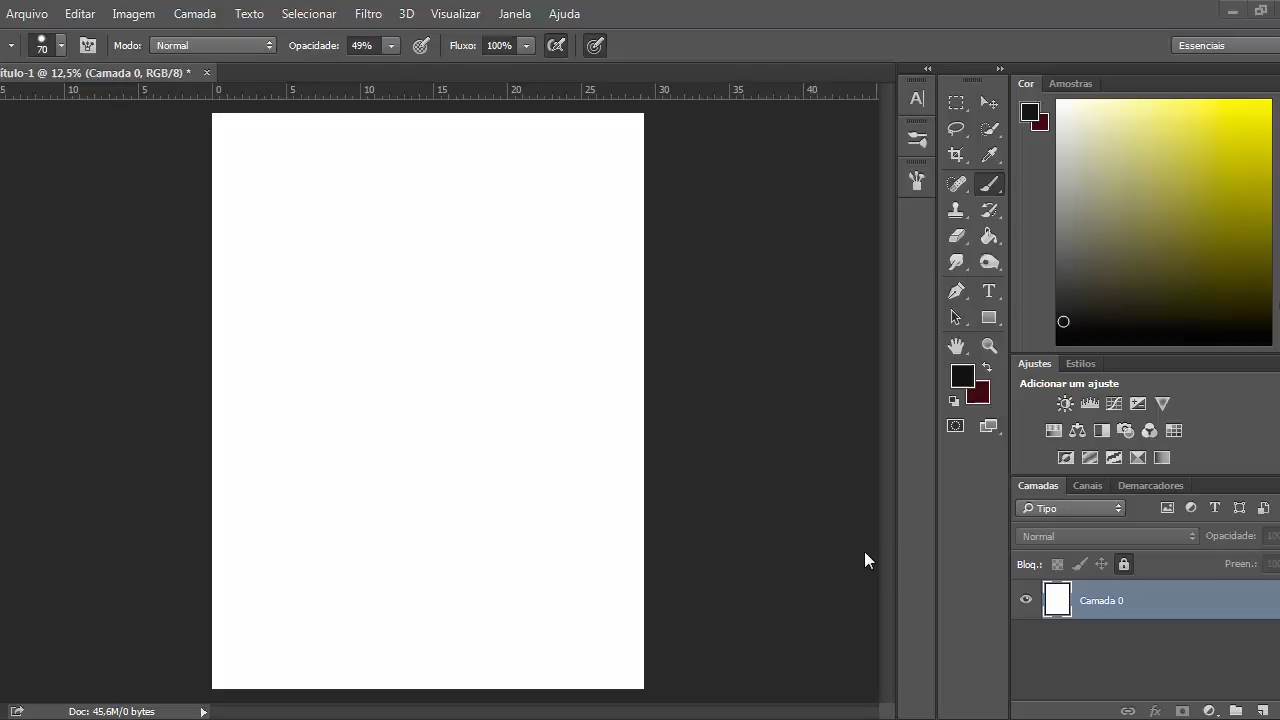 Arquivo Editar Imagem Camada Texto Selecionar Filtro 3D Visualizar Janela Ajuda
70 Modo: Normal Opacidade: 49% Fluxo: 100% Essenciais
ítulo-1 @ 12,5% (Camada 0, RGB/8) * ×
5 10 5 0 5 10 15 20 25 30 35 40
Cor Amostras
Ajustes Estilos
Adicionar um ajuste
Camadas Canais Demarcadores
Tipo
Normal Opacidade: 100
Bloq.: Preen.: 100
Camada 0
Doc: 45,6M/0 bytes